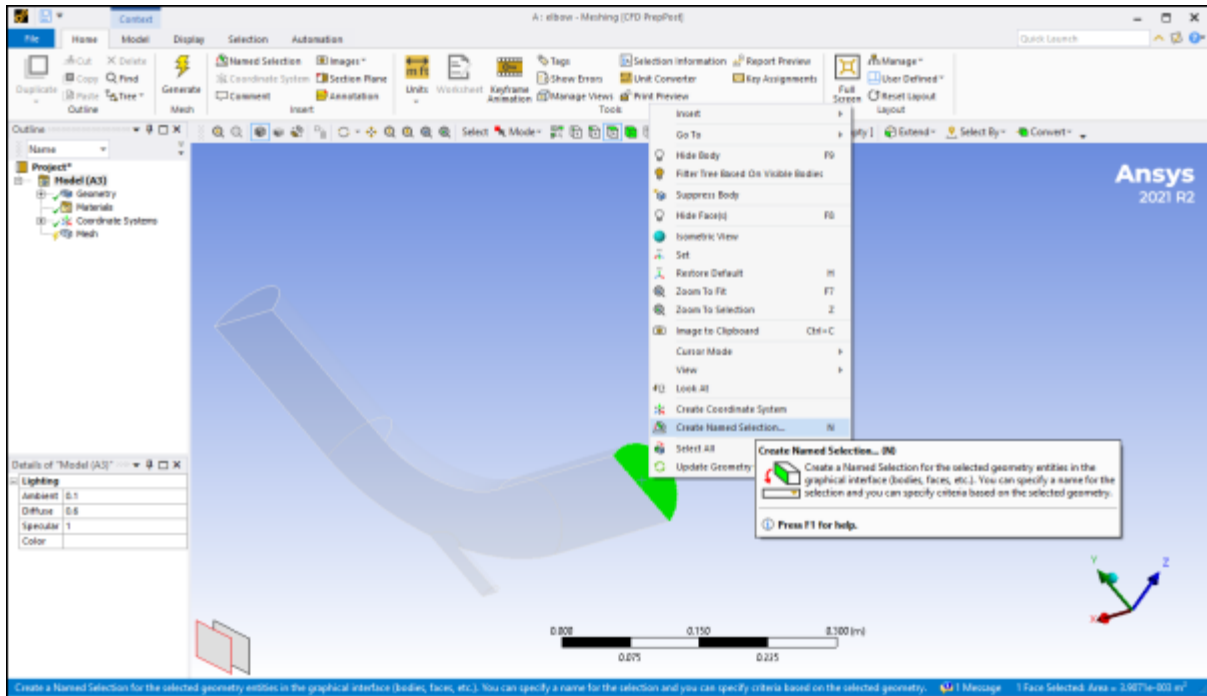 A : elbow - Meshing [CFD PrepPost]
Context
File Home Model Display Selection Automation
Quick Launch
Duplicate
Cut
Copy
Paste
Delete
Find
Tree
Outline
Generate
Mesh
Named Selection
Coordinate System
Comment
Images
Section Plane
Annotation
Insert
Units
Worksheet
Keyframe
Animation
Tags
Show Errors
Manage Views
Selection Information
Unit Converter
Print Preview
Report Preview
Key Assignments
Tools
Full
Screen
Manage
User Defined
Reset Layout
Layout
Outline
Select Mode
Extend Select By Convert
Name
Project*
Model (A3)
Geometry
Materials
Coordinate Systems
Mesh
Ansys
2021 R2
Insert
Go To
Hide Body F9
Filter Tree Based On Visible Bodies
Suppress Body
Hide Face(s) F8
Isometric View
Set
Restore Default H
Zoom To Fit F7
Zoom To Selection Z
Image to Clipboard Ctrl+C
Cursor Mode
View
Look At
Create Coordinate System
Create Named Selection... N
Select All
Update Geometry
Create Named Selection... (N)
Create a Named Selection for the selected geometry entities in the
graphical interface (bodies, faces, etc.). You can specify a name for the
selection and you can specify criteria based on the selected geometry.
Press F1 for help.
Details of "Model (A3)"
Lighting
Ambient 0.1
Diffuse 0.6
Specular 1
Color
Y Z
X
0.000 0.150 0.300 (m)
0.075 0.225
Create a Named Selection for the selected geometry entities in the graphical interface (bodies, faces, etc.). You can specify a name for the selection and you can specify criteria based on the selected geometry. 1 Message 1 Face Selected: Area = 3.9871e-003 m²